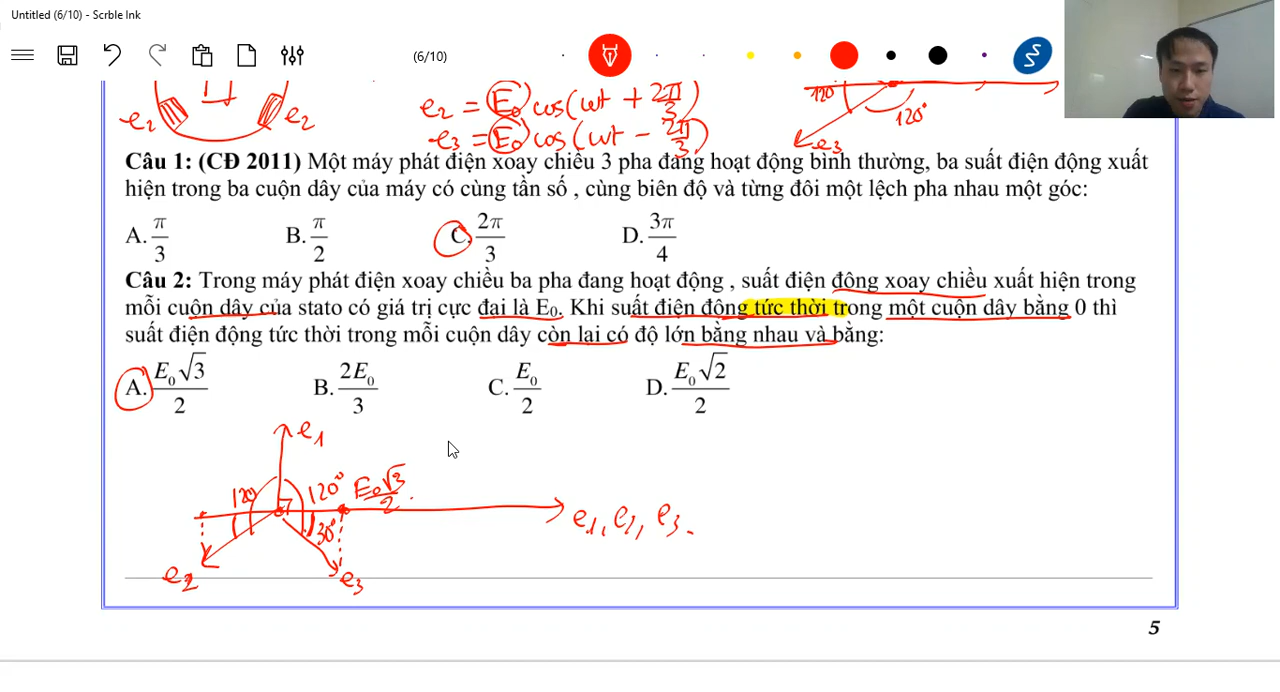 Untitled (6/10) - Scrble Ink
(6/10)
e2 = E0 cos(ωt + 2π/3)
e3 = E0 cos(ωt - 2π/3)
e2
e2
120°
120°
e3
Câu 1: (CĐ 2011) Một máy phát điện xoay chiều 3 pha đang hoạt động bình thường, ba suất điện động xuất
hiện trong ba cuộn dây của máy có cùng tần số , cùng biên độ và từng đôi một lệch pha nhau một góc:
A. π/3 B. π/2 C. 2π/3 D. 3π/4
Câu 2: Trong máy phát điện xoay chiều ba pha đang hoạt động , suất điện động xoay chiều xuất hiện trong
mỗi cuộn dây của stato có giá trị cực đại là E0. Khi suất điện động tức thời trong một cuộn dây bằng 0 thì
suất điện động tức thời trong mỗi cuộn dây còn lại có độ lớn bằng nhau và bằng:
A. E0√3/2 B. 2E0/3 C. E0/2 D. E0√2/2
e1
120 120° E0√3/2
30°
e1, e2, e3.
e2 e3
5